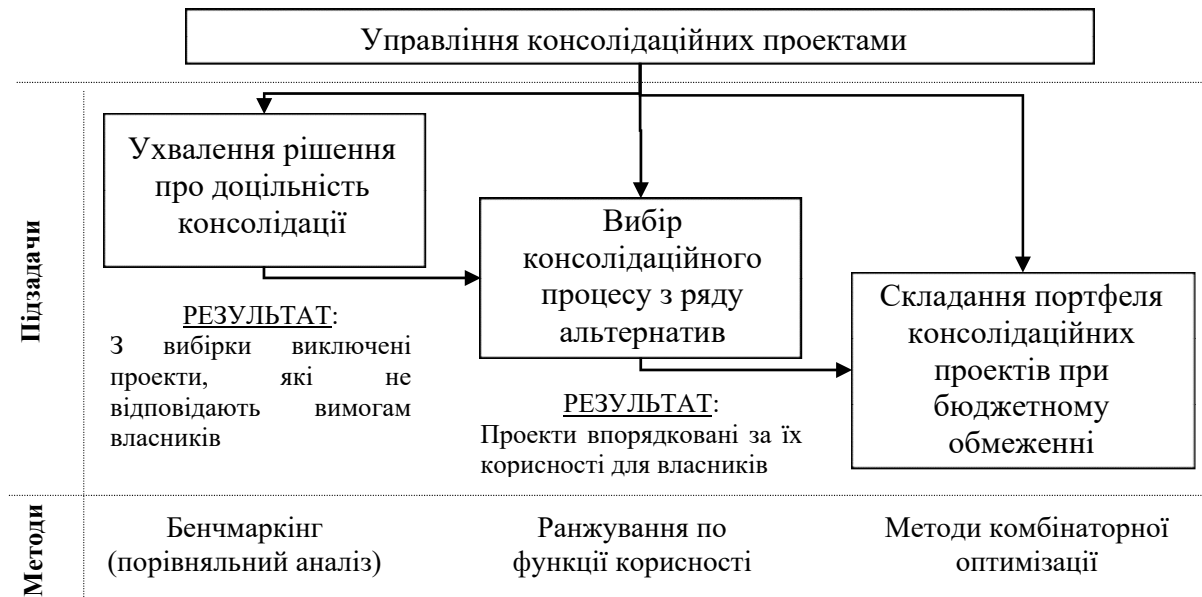 Управління консолідаційних проектами
Підзадачи
Ухвалення рішення
про доцільність
консолідації
РЕЗУЛЬТАТ:
З вибірки виключені
проекти, які не
відповідають вимогам
власників
Вибір
консолідаційного
процесу з ряду
альтернатив
РЕЗУЛЬТАТ:
Проекти впорядковані за їх
корисності для власників
Складання портфеля
консолідаційних
проектів при
бюджетному
обмеженні
Методи
Бенчмаркінг
(порівняльний аналіз)
Ранжування по
функції корисності
Методи комбінаторної
оптимізації